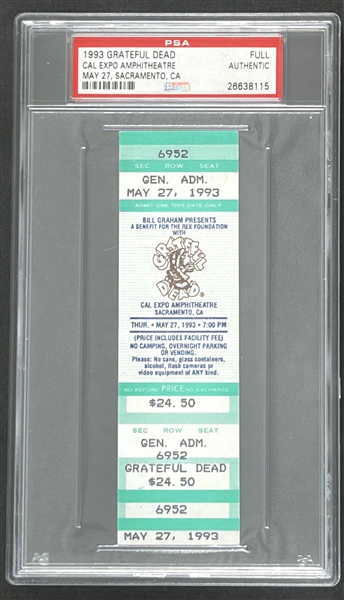 PSA
1993 GRATEFUL DEAD FULL
CAL EXPO AMPHITHEATRE AUTHENTIC
MAY 27, SACRAMENTO, CA 26638115
6952
SEC ROW SEAT
GEN. ADM.
MAY 27, 1993
ADMIT ONE THIS DATE ONLY
BILL GRAHAM PRESENTS
A BENEFIT FOR THE REX FOUNDATION
WITH
GRATEFUL
DEAD®
CAL EXPO AMPHITHEATRE
SACRAMENTO, CA
THUR. • MAY 27, 1993 • 7:00 PM
(PRICE INCLUDES FACILITY FEE)
NO CAMPING, OVERNIGHT PARKING
OR VENDING.
Please: No cans, glass containers,
alcohol, flash cameras or
video equipment of ANY kind.
NO REFUND PRICE NO EXCHANGE
$24.50
SEC ROW SEAT
GEN. ADM.
6952
GRATEFUL DEAD
$24.50
6952
MAY 27, 1993